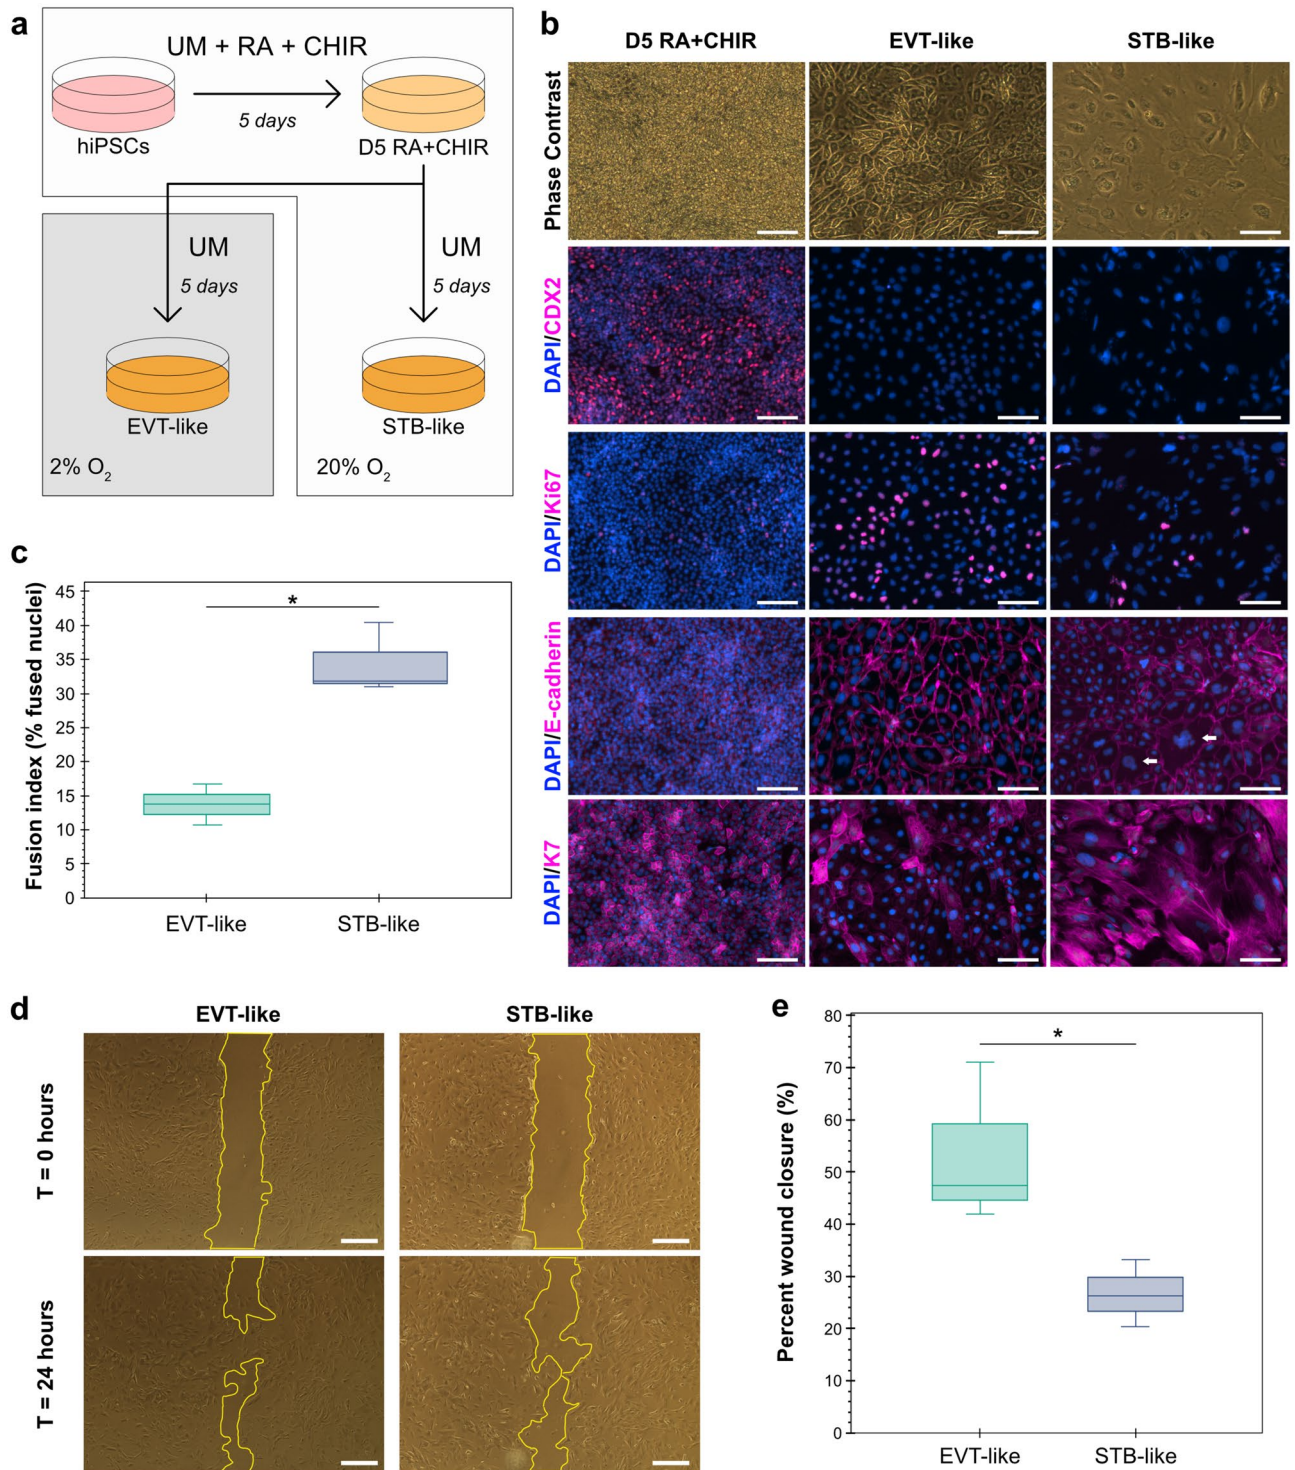 a
UM + RA + CHIR
5 days
hiPSCs
D5 RA+CHIR
UM
5 days
UM
5 days
EVT-like
STB-like
2% O2
20% O2
b
D5 RA+CHIR
EVT-like
STB-like
Phase Contrast
DAPI/CDX2
DAPI/Ki67
DAPI/E-cadherin
DAPI/K7
c
Fusion index (% fused nuclei)
45
40
35
30
25
20
15
10
5
0
*
EVT-like
STB-like
d
EVT-like
STB-like
T = 0 hours
T = 24 hours
e
Percent wound closure (%)
80
70
60
50
40
30
20
10
0
*
EVT-like
STB-like